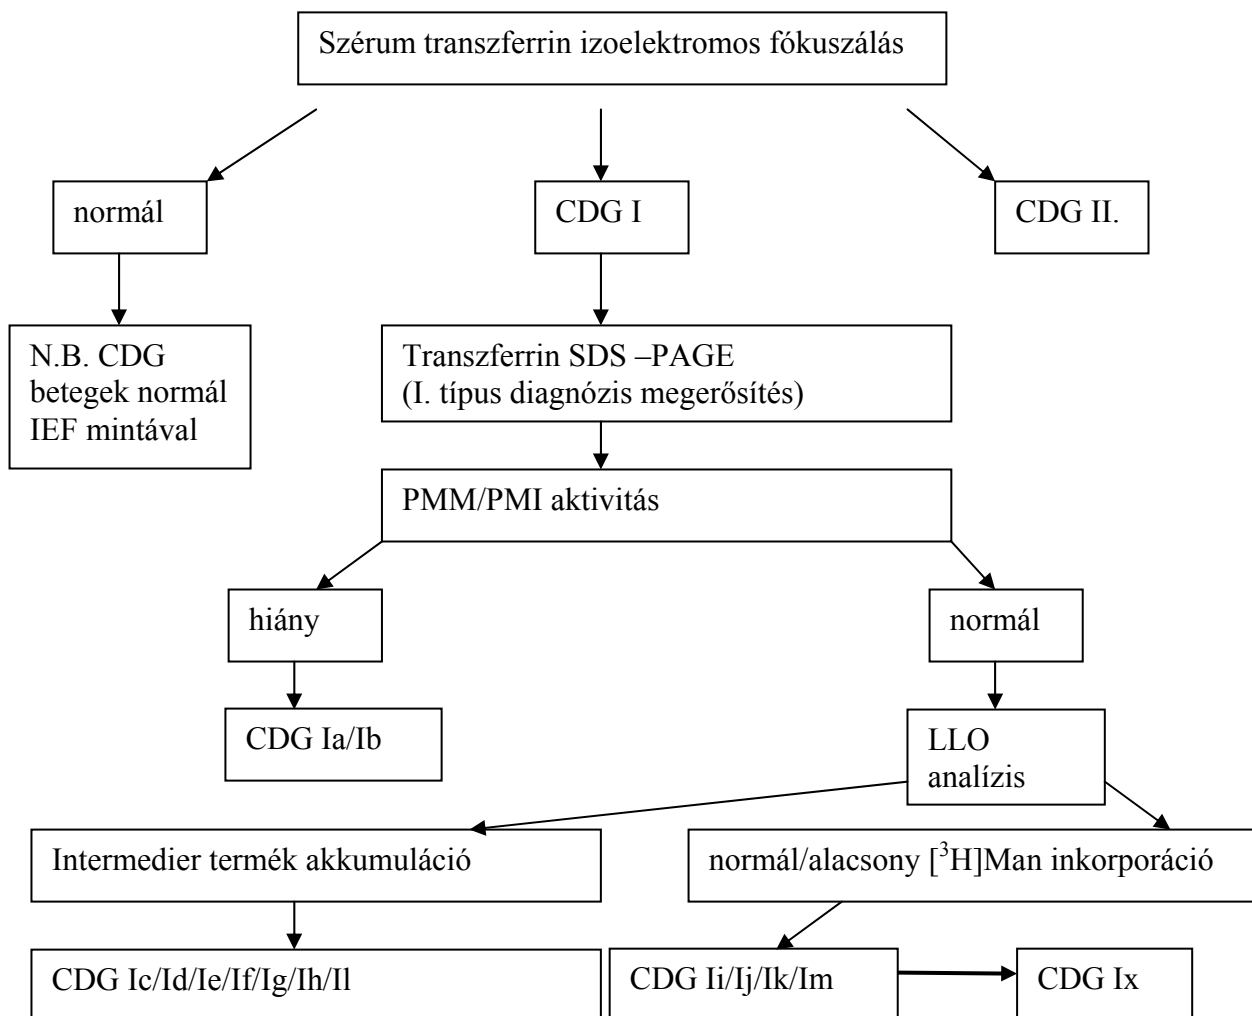 Szérum transzferrin izoelektromos fókuszálás
normál
CDG I
CDG II.
N.B. CDG
betegek normál
IEF mintával
Transzferrin SDS –PAGE
(I. típus diagnózis megerősítés)
PMM/PMI aktivitás
hiány
normál
CDG Ia/Ib
LLO
analízis
Intermedier termék akkumuláció
normál/alacsony [³H]Man inkorporáció
CDG Ic/Id/Ie/If/Ig/Ih/Il
CDG Ii/Ij/Ik/Im
CDG Ix